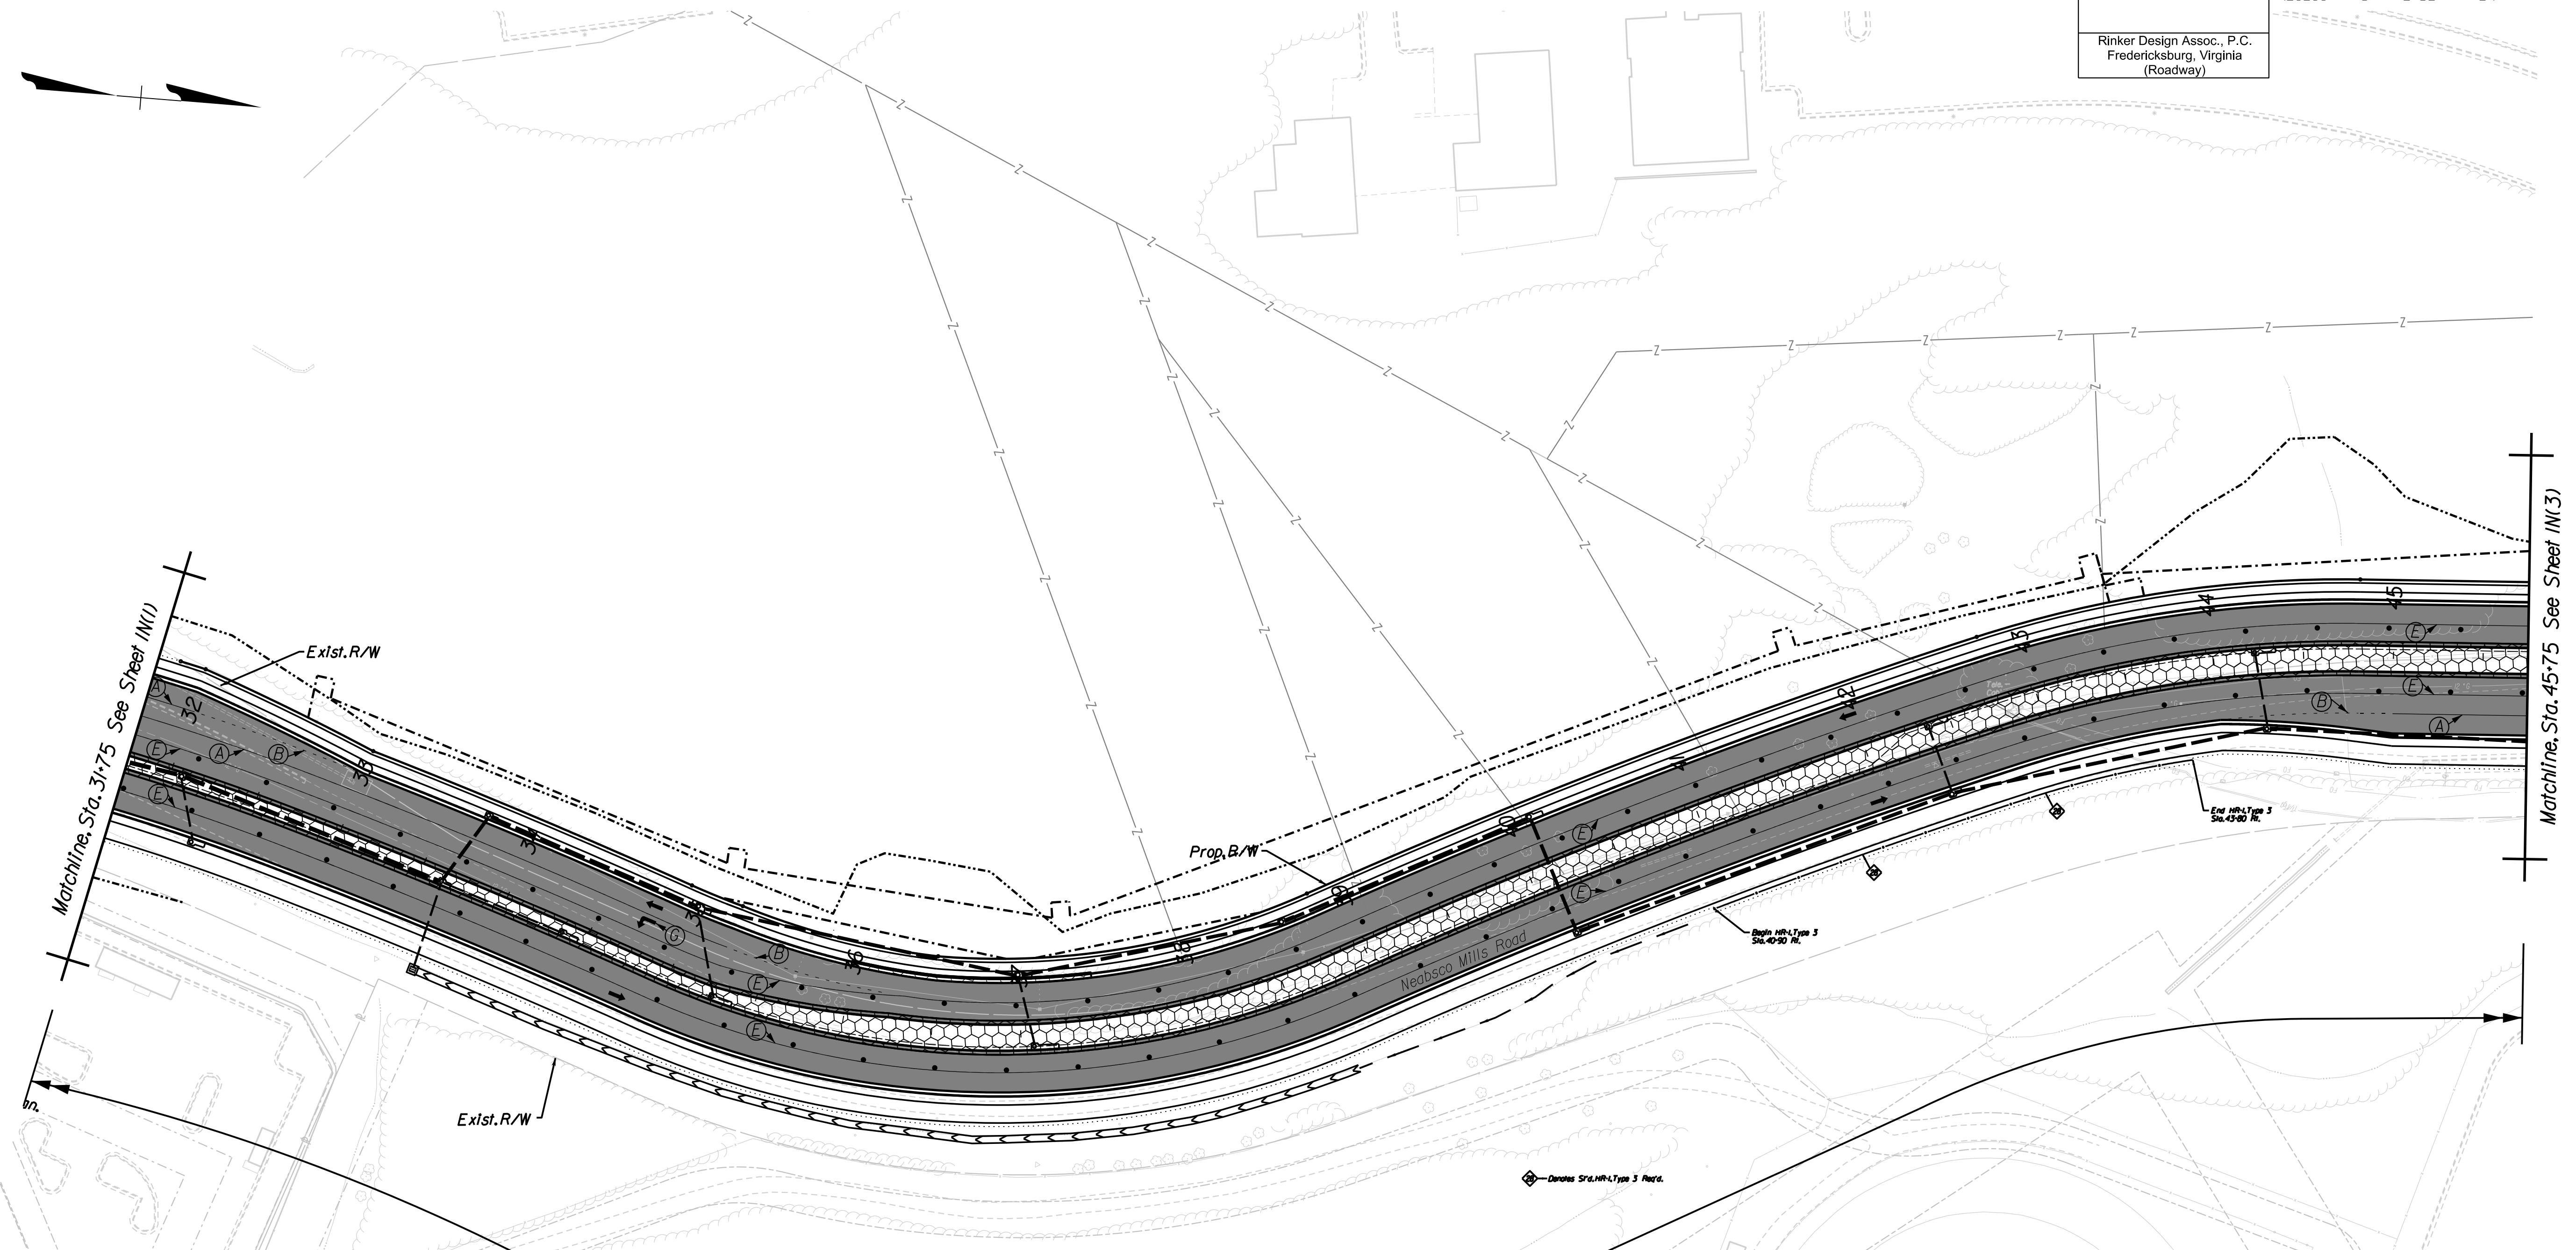 Rinker Design Assoc., P.C.
Fredericksburg, Virginia
(Roadway)
Matchline, Sta. 31+75 See Sheet IN(1)
Exist. R/W
Prop. R/W
Exist. R/W
Neabsco Mills Road
Matchline, Sta. 45+75 See Sheet IN(3)
32
33
34
36
38
39
40
41
42
43
44
45
A
E
A
B
E
G
B
E
E
E
E
E
E
B
A
Begin HR-1, Type 3
Sta. 40+90 Rt.
End HR-1, Type 3
Sta. 43+80 Rt.
Denotes St'd. HR-1, Type 3 Req'd.
gn.
Z